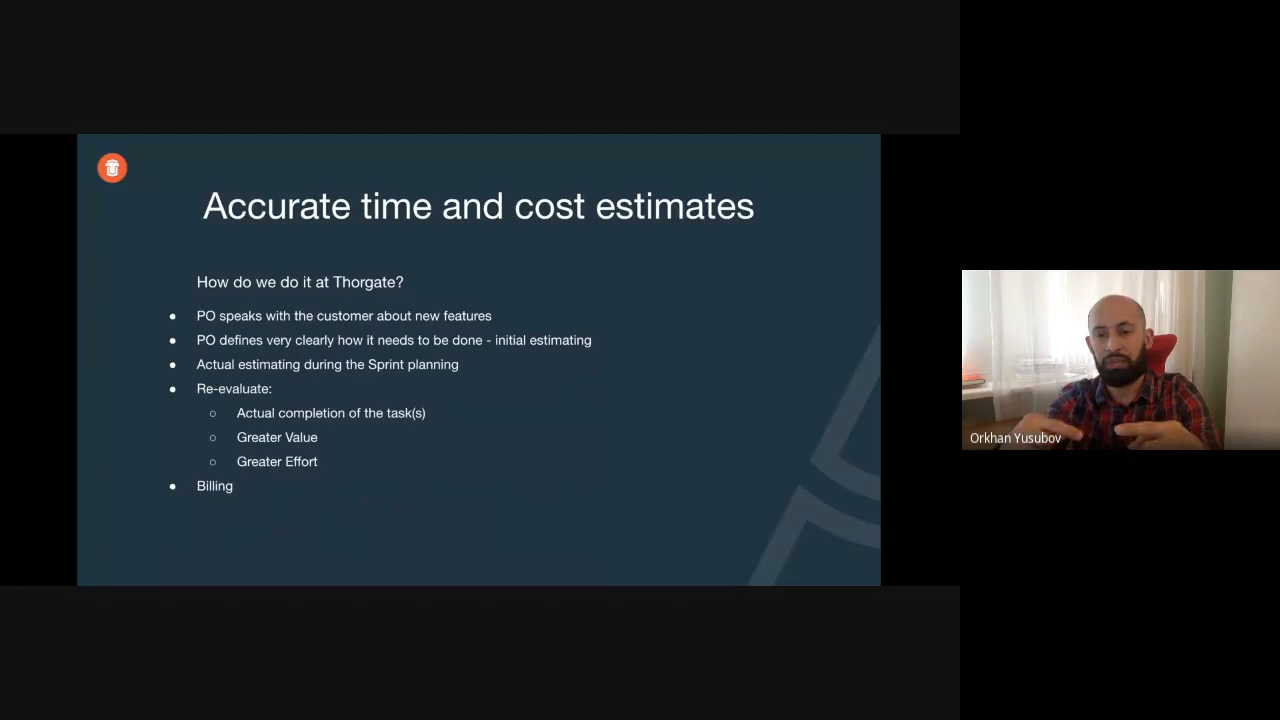 Accurate time and cost estimates
How do we do it at Thorgate?
● PO speaks with the customer about new features
● PO defines very clearly how it needs to be done - initial estimating
● Actual estimating during the Sprint planning
● Re-evaluate:
○ Actual completion of the task(s)
○ Greater Value
○ Greater Effort
● Billing
Orkhan Yusubov